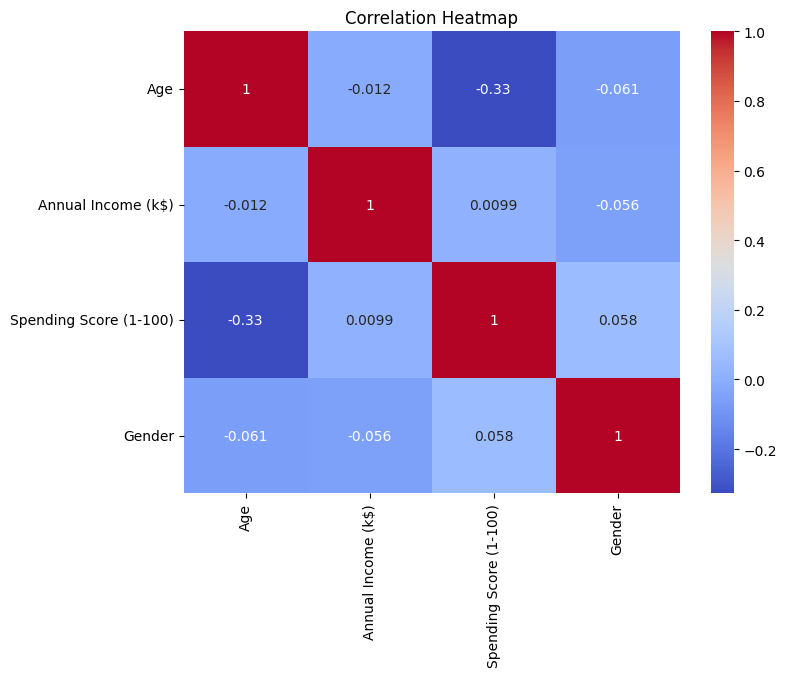 Correlation Heatmap
Age 1 -0.012 -0.33 -0.061
Annual Income (k$) -0.012 1 0.0099 -0.056
Spending Score (1-100) -0.33 0.0099 1 0.058
Gender -0.061 -0.056 0.058 1
Age
Annual Income (k$)
Spending Score (1-100)
Gender
1.0
0.8
0.6
0.4
0.2
0.0
−0.2